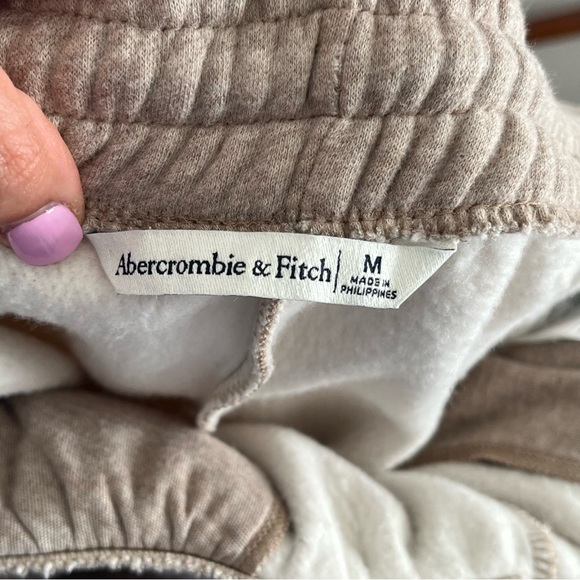 Abercrombie & Fitch
M
MADE IN
PHILIPPINES